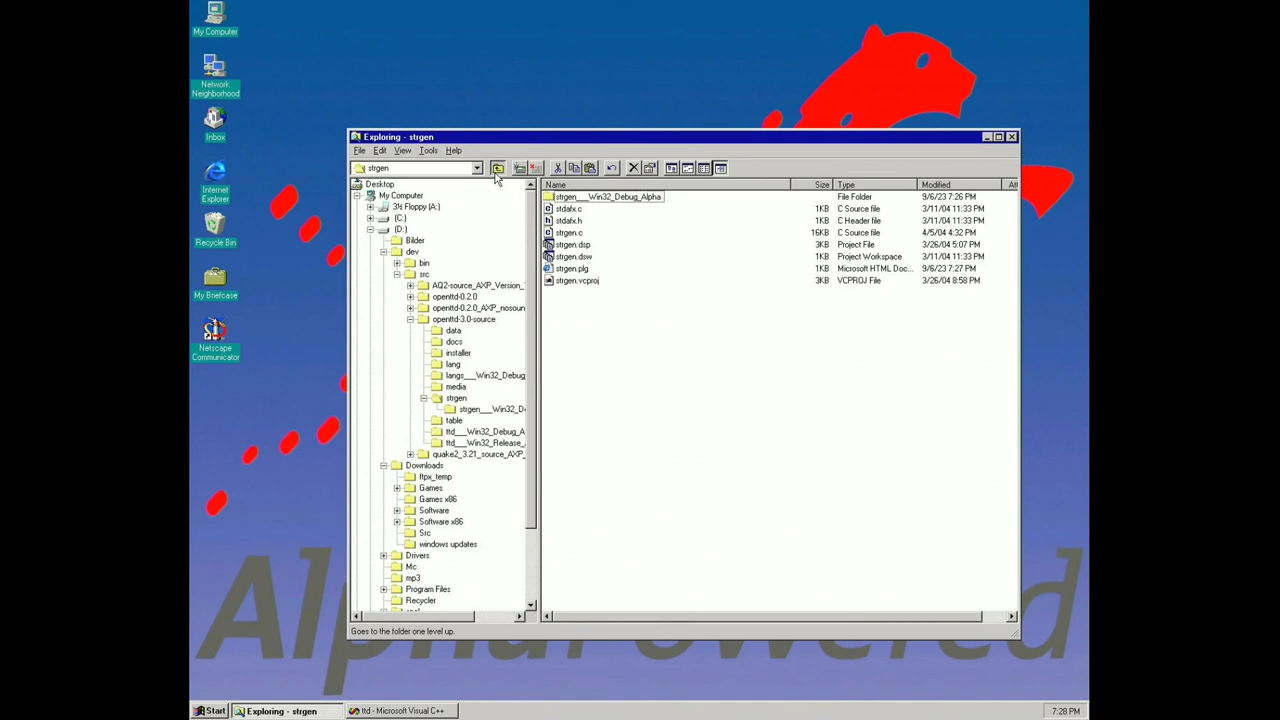 My Computer
Network
Neighborhood
Inbox
Internet
Explorer
Recycle Bin
My Briefcase
Netscape
Communicator
Exploring - strgen
File Edit View Tools Help
strgen
Desktop
My Computer
3½ Floppy (A:)
(C:)
(D:)
Bilder
dev
bin
src
AQ2-source_AXP_Version_
openttd-0.2.0
openttd-0.2.0_AXP_nosoun
openttd-3.0-source
data
docs
installer
lang
langs___Win32_Debug_
media
strgen
strgen___Win32_D
table
ttd___Win32_Debug_A
ttd___Win32_Release_
quake2_3.21_source_AXP_
Downloads
ftpx_temp
Games
Games x86
Software
Software x86
Src
windows updates
Drivers
Mc
mp3
Program Files
Recycler
Name Size Type Modified Att
strgen___Win32_Debug_Alpha File Folder 9/6/23 7:26 PM
stdafx.c 1KB C Source file 3/11/04 11:33 PM
stdafx.h 1KB C Header file 3/11/04 11:33 PM
strgen.c 16KB C Source file 4/5/04 4:32 PM
strgen.dsp 3KB Project File 3/26/04 5:07 PM
strgen.dsw 1KB Project Workspace 3/11/04 11:33 PM
strgen.plg 1KB Microsoft HTML Doc... 9/6/23 7:27 PM
strgen.vcproj 3KB VCPROJ File 3/26/04 8:58 PM
Goes to the folder one level up.
AlphaPowered
Start Exploring - strgen ttd - Microsoft Visual C++ 7:28 PM